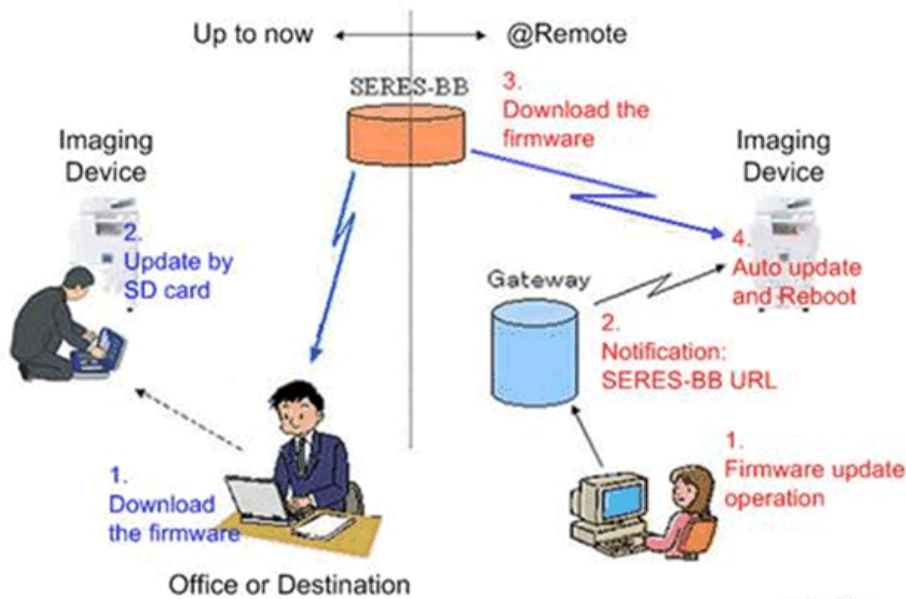 Up to now
@Remote
SERES-BB
3.
Download the
firmware
Imaging
Device
2.
Update by
SD card
Imaging
Device
4.
Auto update
and Reboot
Gateway
2.
Notification:
SERES-BB URL
1.
Firmware update
operation
1.
Download
the firmware
Office or Destination